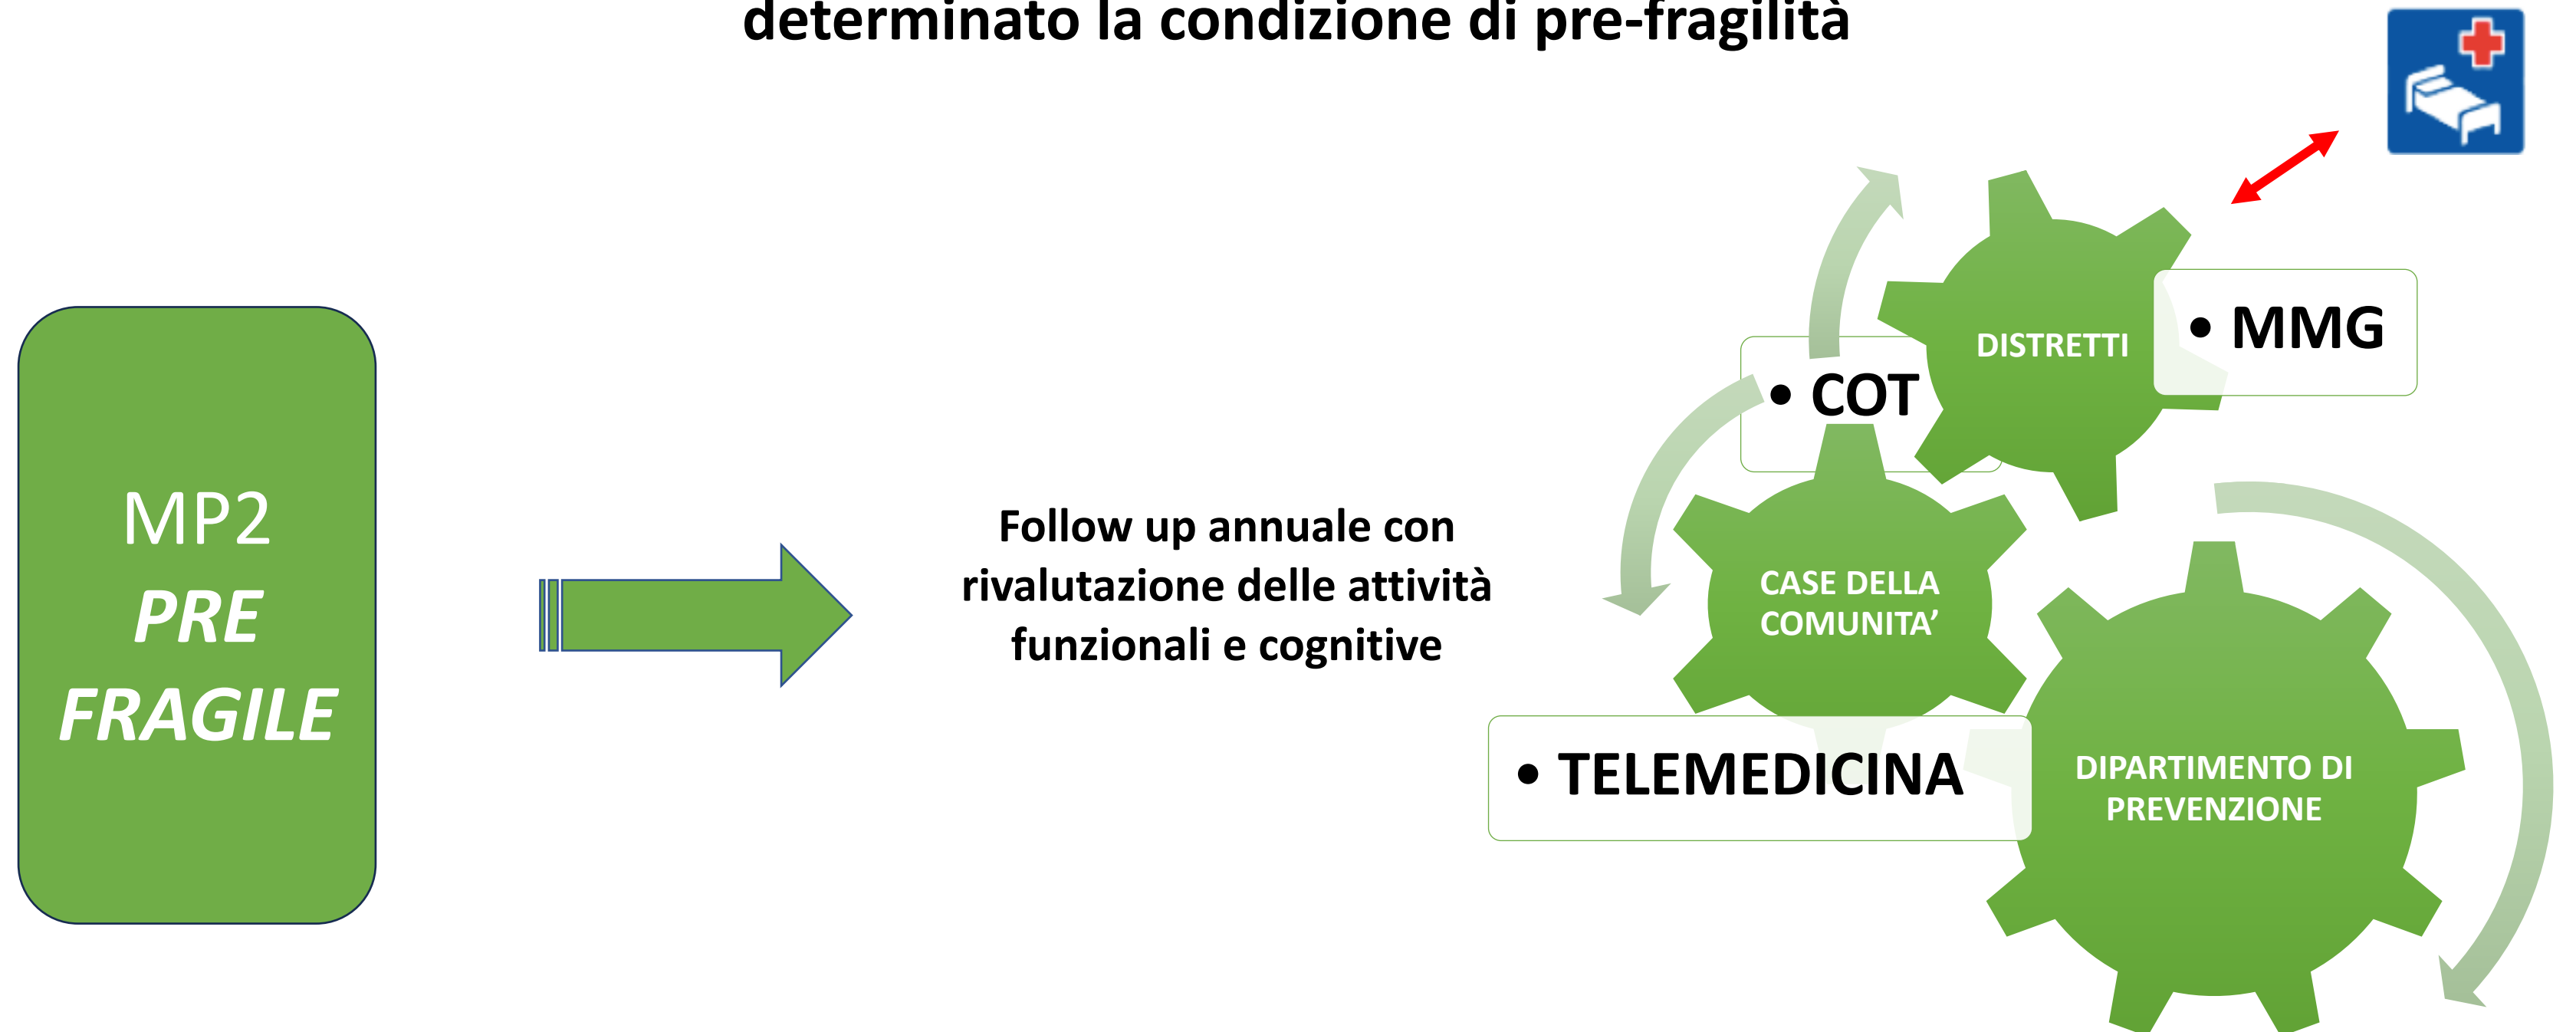 determinato la condizione di pre-fragilità
MP2
PRE
FRAGILE
Follow up annuale con
rivalutazione delle attività
funzionali e cognitive
DISTRETTI
• MMG
• COT
CASE DELLA
COMUNITA’
• TELEMEDICINA
DIPARTIMENTO DI
PREVENZIONE